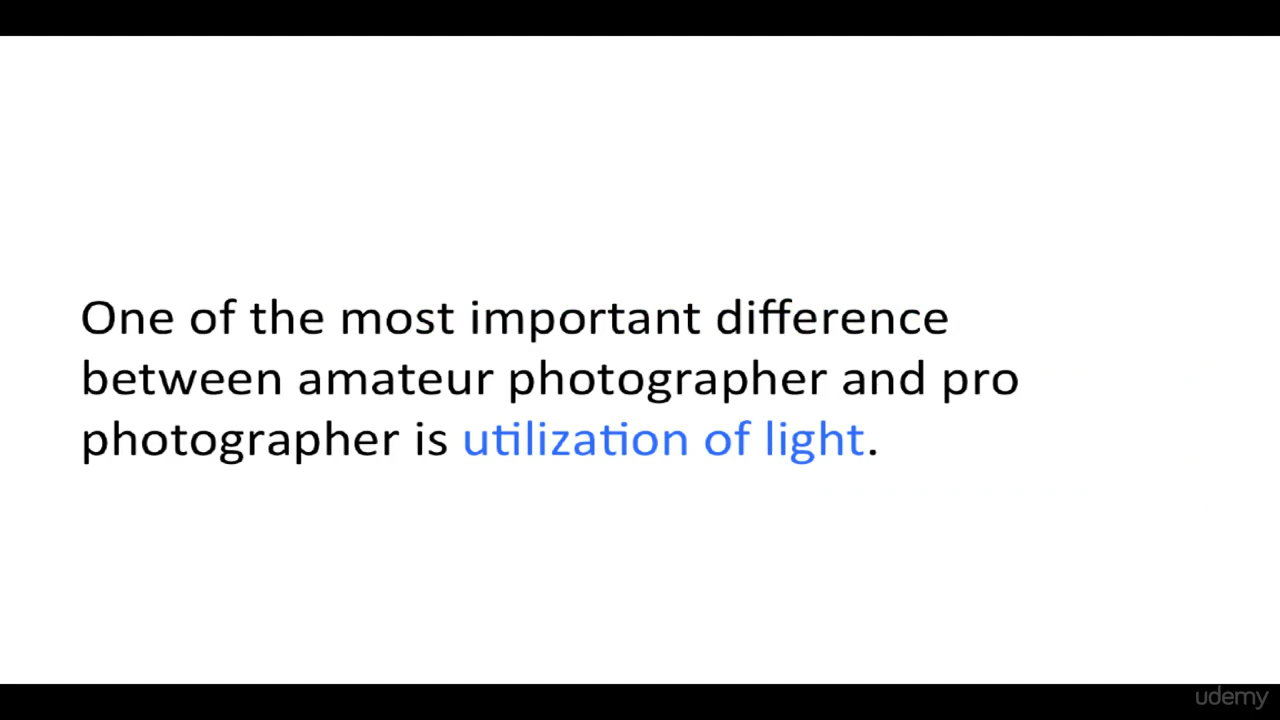 One of the most important difference
between amateur photographer and pro
photographer is utilization of light.
udemy